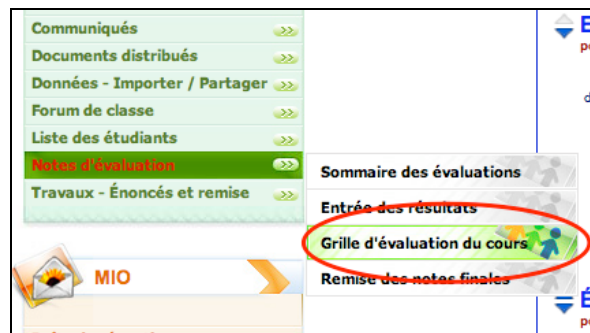 Communiqués
Documents distribués
Données - Importer / Partager
Forum de classe
Liste des étudiants
Notes d'évaluation
Travaux - Énoncés et remise
Sommaire des évaluations
Entrée des résultats
Grille d'évaluation du cours
Remise des notes finales
MIO